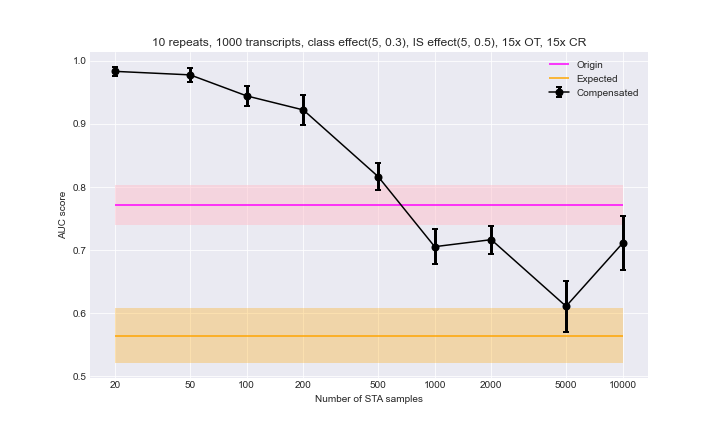 10 repeats, 1000 transcripts, class effect(5, 0.3), IS effect(5, 0.5), 15x OT, 15x CR
Origin
Expected
Compensated
AUC score
1.0
0.9
0.8
0.7
0.6
0.5
20 50 100 200 500 1000 2000 5000 10000
Number of STA samples